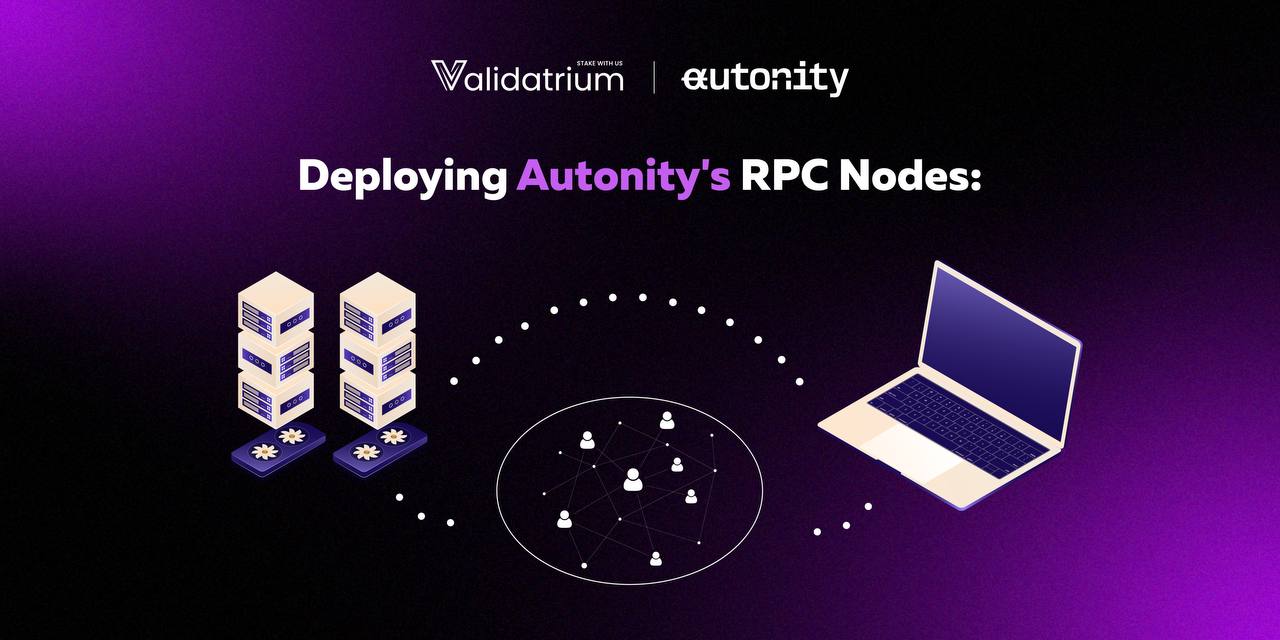 STAKE WITH US
Validatrium | autonity
Deploying Autonity's RPC Nodes: